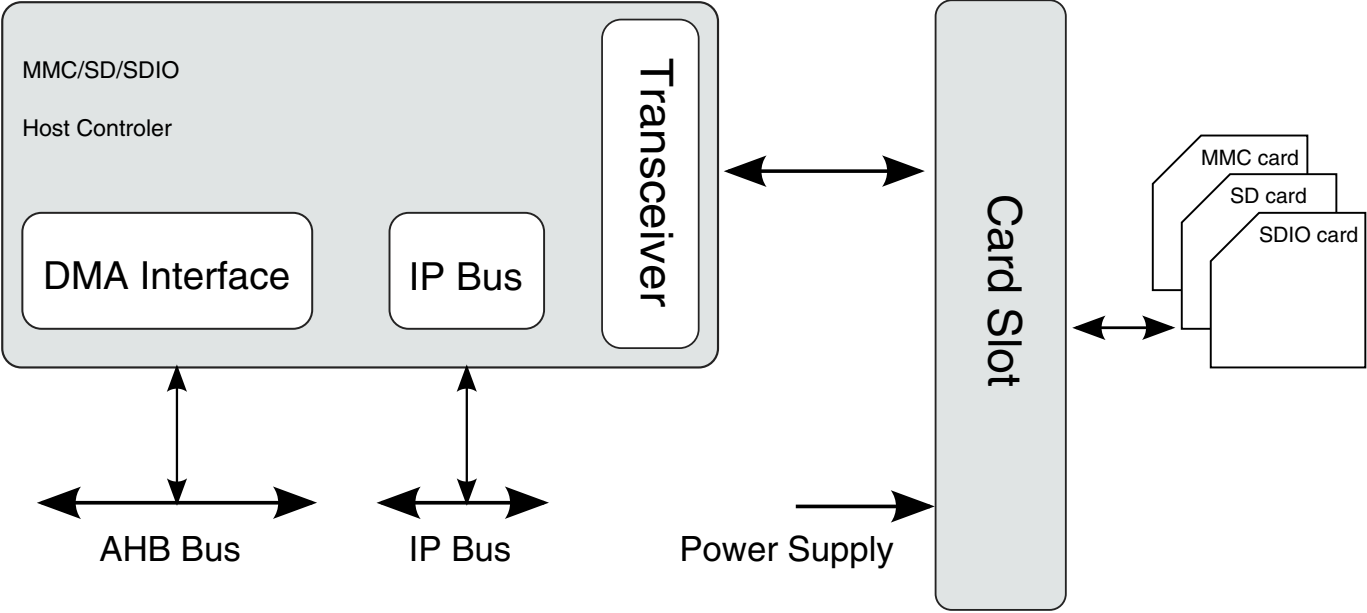 MMC/SD/SDIO
Host Controler
Transceiver
DMA Interface
IP Bus
Card Slot
MMC card
SD card
SDIO card
AHB Bus
IP Bus
Power Supply